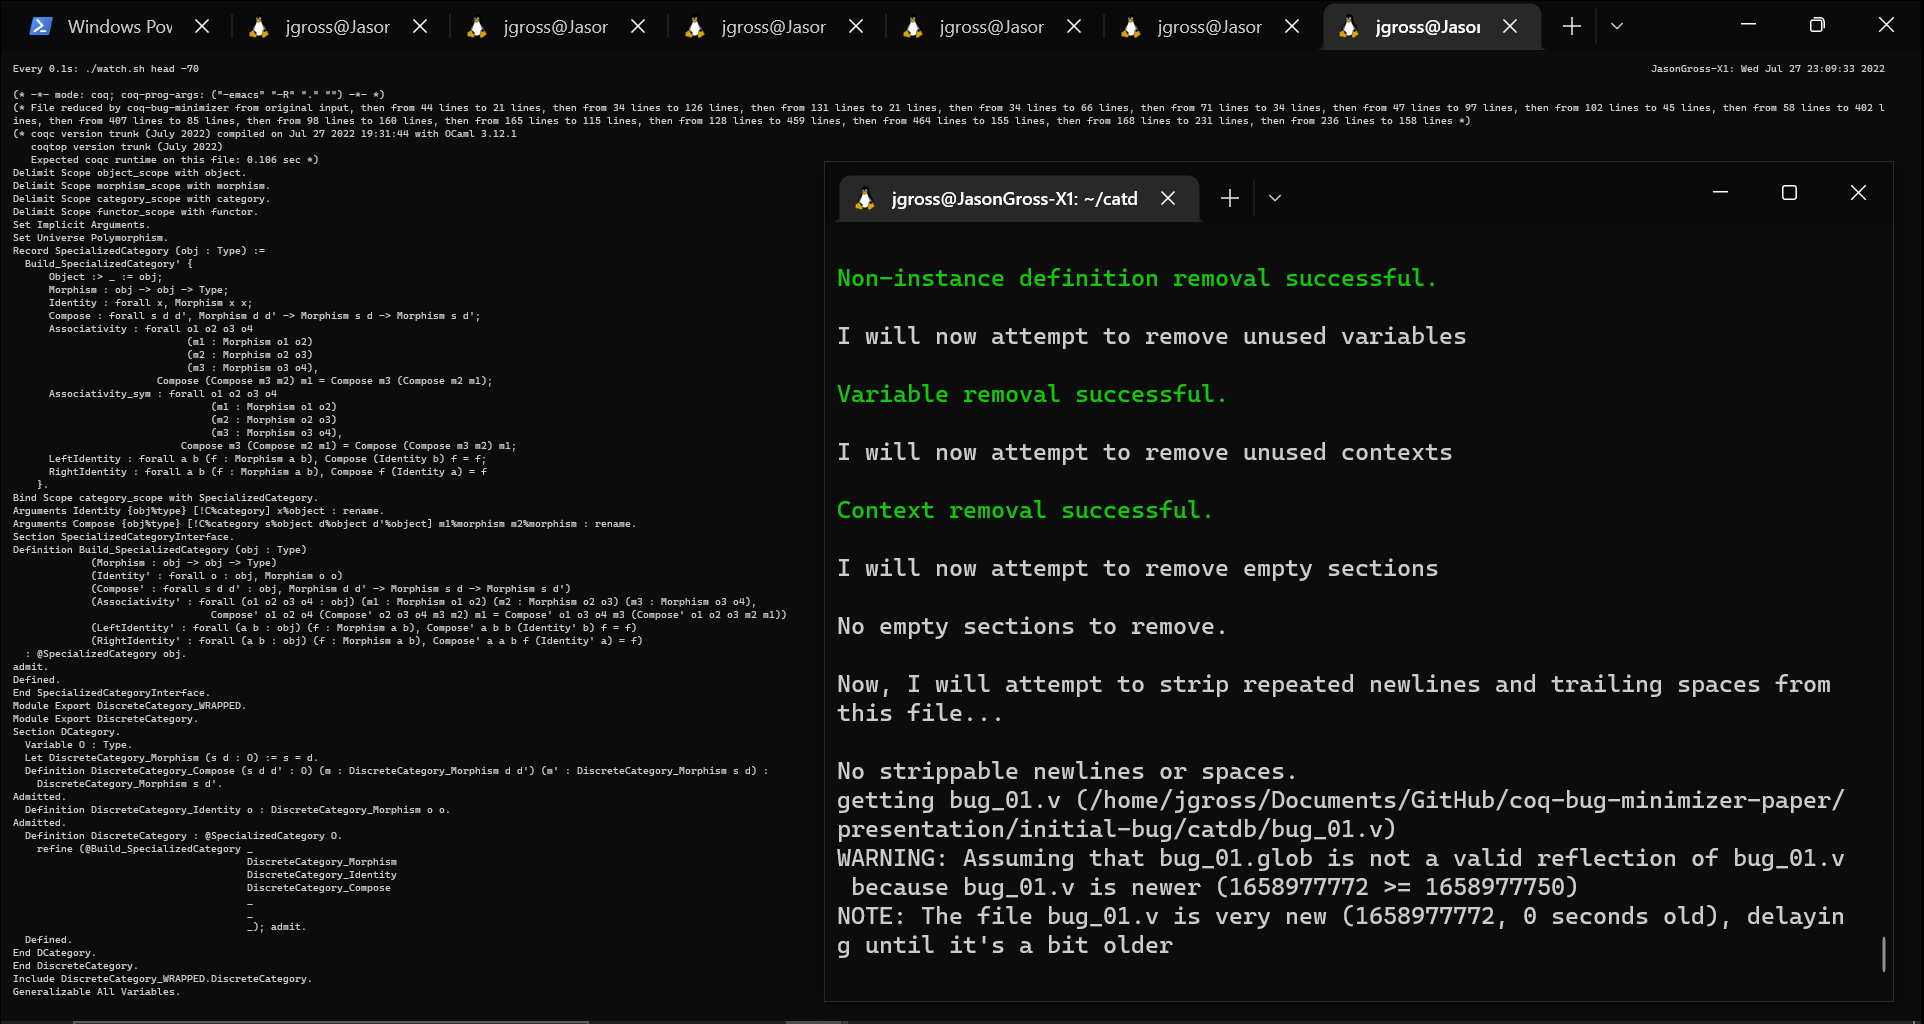 Windows Pow
jgross@Jason
jgross@Jason
jgross@Jason
jgross@Jason
jgross@Jason
jgross@Jason
Every 0.1s: ./watch.sh head -70
JasonGross-X1: Wed Jul 27 23:09:33 2022
(* -*- mode: coq; coq-prog-args: ("-emacs" "-R" "." "") -*- *)
(* File reduced by coq-bug-minimizer from original input, then from 44 lines to 21 lines, then from 34 lines to 126 lines, then from 131 lines to 21 lines, then from 34 lines to 66 lines, then from 71 lines to 34 lines, then from 47 lines to 97 lines, then from 102 lines to 45 lines, then from 58 lines to 402 l
ines, then from 407 lines to 85 lines, then from 98 lines to 160 lines, then from 165 lines to 115 lines, then from 128 lines to 459 lines, then from 464 lines to 155 lines, then from 168 lines to 231 lines, then from 236 lines to 158 lines *)
(* coqc version trunk (July 2022) compiled on Jul 27 2022 19:31:44 with OCaml 3.12.1
   coqtop version trunk (July 2022)
   Expected coqc runtime on this file: 0.106 sec *)
Delimit Scope object_scope with object.
Delimit Scope morphism_scope with morphism.
Delimit Scope category_scope with category.
Delimit Scope functor_scope with functor.
Set Implicit Arguments.
Set Universe Polymorphism.
Record SpecializedCategory (obj : Type) :=
  Build_SpecializedCategory' {
      Object :> _ := obj;
      Morphism : obj -> obj -> Type;
      Identity : forall x, Morphism x x;
      Compose : forall s d d', Morphism d d' -> Morphism s d -> Morphism s d';
      Associativity : forall o1 o2 o3 o4
                             (m1 : Morphism o1 o2)
                             (m2 : Morphism o2 o3)
                             (m3 : Morphism o3 o4),
                        Compose (Compose m3 m2) m1 = Compose m3 (Compose m2 m1);
      Associativity_sym : forall o1 o2 o3 o4
                                 (m1 : Morphism o1 o2)
                                 (m2 : Morphism o2 o3)
                                 (m3 : Morphism o3 o4),
                            Compose m3 (Compose m2 m1) = Compose (Compose m3 m2) m1;
      LeftIdentity : forall a b (f : Morphism a b), Compose (Identity b) f = f;
      RightIdentity : forall a b (f : Morphism a b), Compose f (Identity a) = f
    }.
Bind Scope category_scope with SpecializedCategory.
Arguments Identity {obj%type} [!C%category] x%object : rename.
Arguments Compose {obj%type} [!C%category s%object d%object d'%object] m1%morphism m2%morphism : rename.
Section SpecializedCategoryInterface.
Definition Build_SpecializedCategory (obj : Type)
             (Morphism : obj -> obj -> Type)
             (Identity' : forall o : obj, Morphism o o)
             (Compose' : forall s d d' : obj, Morphism d d' -> Morphism s d -> Morphism s d')
             (Associativity' : forall (o1 o2 o3 o4 : obj) (m1 : Morphism o1 o2) (m2 : Morphism o2 o3) (m3 : Morphism o3 o4),
                                 Compose' o1 o2 o4 (Compose' o2 o3 o4 m3 m2) m1 = Compose' o1 o3 o4 m3 (Compose' o1 o2 o3 m2 m1))
             (LeftIdentity' : forall (a b : obj) (f : Morphism a b), Compose' a b b (Identity' b) f = f)
             (RightIdentity' : forall (a b : obj) (f : Morphism a b), Compose' a a b f (Identity' a) = f)
  : @SpecializedCategory obj.
admit.
Defined.
End SpecializedCategoryInterface.
Module Export DiscreteCategory_WRAPPED.
Module Export DiscreteCategory.
Section DCategory.
  Variable O : Type.
  Let DiscreteCategory_Morphism (s d : O) := s = d.
  Definition DiscreteCategory_Compose (s d d' : O) (m : DiscreteCategory_Morphism d d') (m' : DiscreteCategory_Morphism s d) :
    DiscreteCategory_Morphism s d'.
Admitted.
  Definition DiscreteCategory_Identity o : DiscreteCategory_Morphism o o.
Admitted.
  Definition DiscreteCategory : @SpecializedCategory O.
    refine (@Build_SpecializedCategory _
                                       DiscreteCategory_Morphism
                                       DiscreteCategory_Identity
                                       DiscreteCategory_Compose
                                       _
                                       _
                                       _); admit.
  Defined.
End DCategory.
End DiscreteCategory.
Include DiscreteCategory_WRAPPED.DiscreteCategory.
Generalizable All Variables.
jgross@JasonGross-X1: ~/catd
Non-instance definition removal successful.
I will now attempt to remove unused variables
Variable removal successful.
I will now attempt to remove unused contexts
Context removal successful.
I will now attempt to remove empty sections
No empty sections to remove.
Now, I will attempt to strip repeated newlines and trailing spaces from
this file...
No strippable newlines or spaces.
getting bug_01.v (/home/jgross/Documents/GitHub/coq-bug-minimizer-paper/
presentation/initial-bug/catdb/bug_01.v)
WARNING: Assuming that bug_01.glob is not a valid reflection of bug_01.v
 because bug_01.v is newer (1658977772 >= 1658977750)
NOTE: The file bug_01.v is very new (1658977772, 0 seconds old), delayin
g until it's a bit older